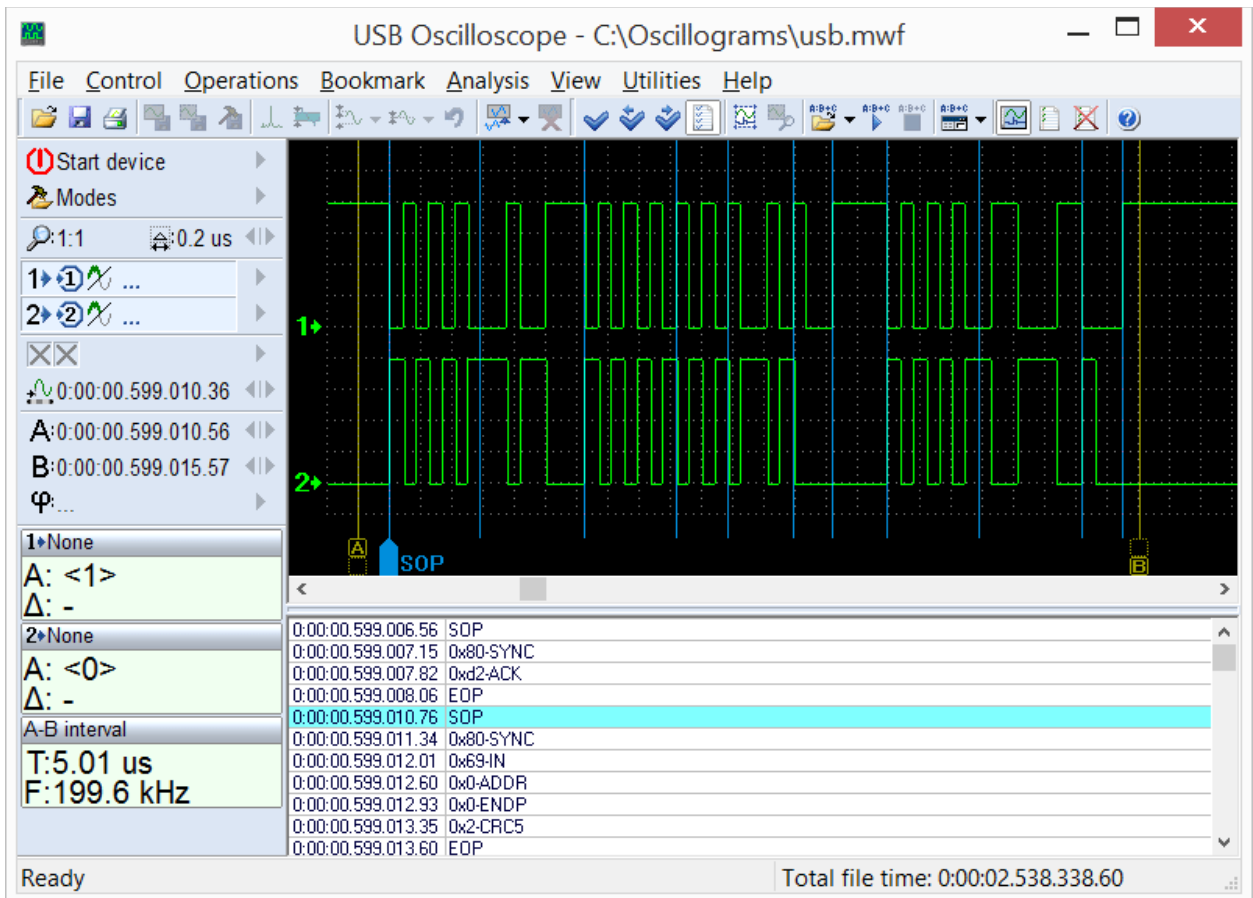 USB Oscilloscope - C:\Oscillograms\usb.mwf
File Control Operations Bookmark Analysis View Utilities Help
A:B+C A:B+C A:B+C A:B+C
Start device
Modes
:1:1 :0.2 us
1 1 ...
2 2 ...
0:00:00.599.010.36
A:0:00:00.599.010.56
B:0:00:00.599.015.57
φ:...
1 None
A: <1>
Δ: -
2 None
A: <0>
Δ: -
A-B interval
T:5.01 us
F:199.6 kHz
1
2
A
SOP
B
0:00:00.599.006.56 SOP
0:00:00.599.007.15 0x80-SYNC
0:00:00.599.007.82 0xd2-ACK
0:00:00.599.008.06 EOP
0:00:00.599.010.76 SOP
0:00:00.599.011.34 0x80-SYNC
0:00:00.599.012.01 0x69-IN
0:00:00.599.012.60 0x0-ADDR
0:00:00.599.012.93 0x0-ENDP
0:00:00.599.013.35 0x2-CRC5
0:00:00.599.013.60 EOP
Ready
Total file time: 0:00:02.538.338.60